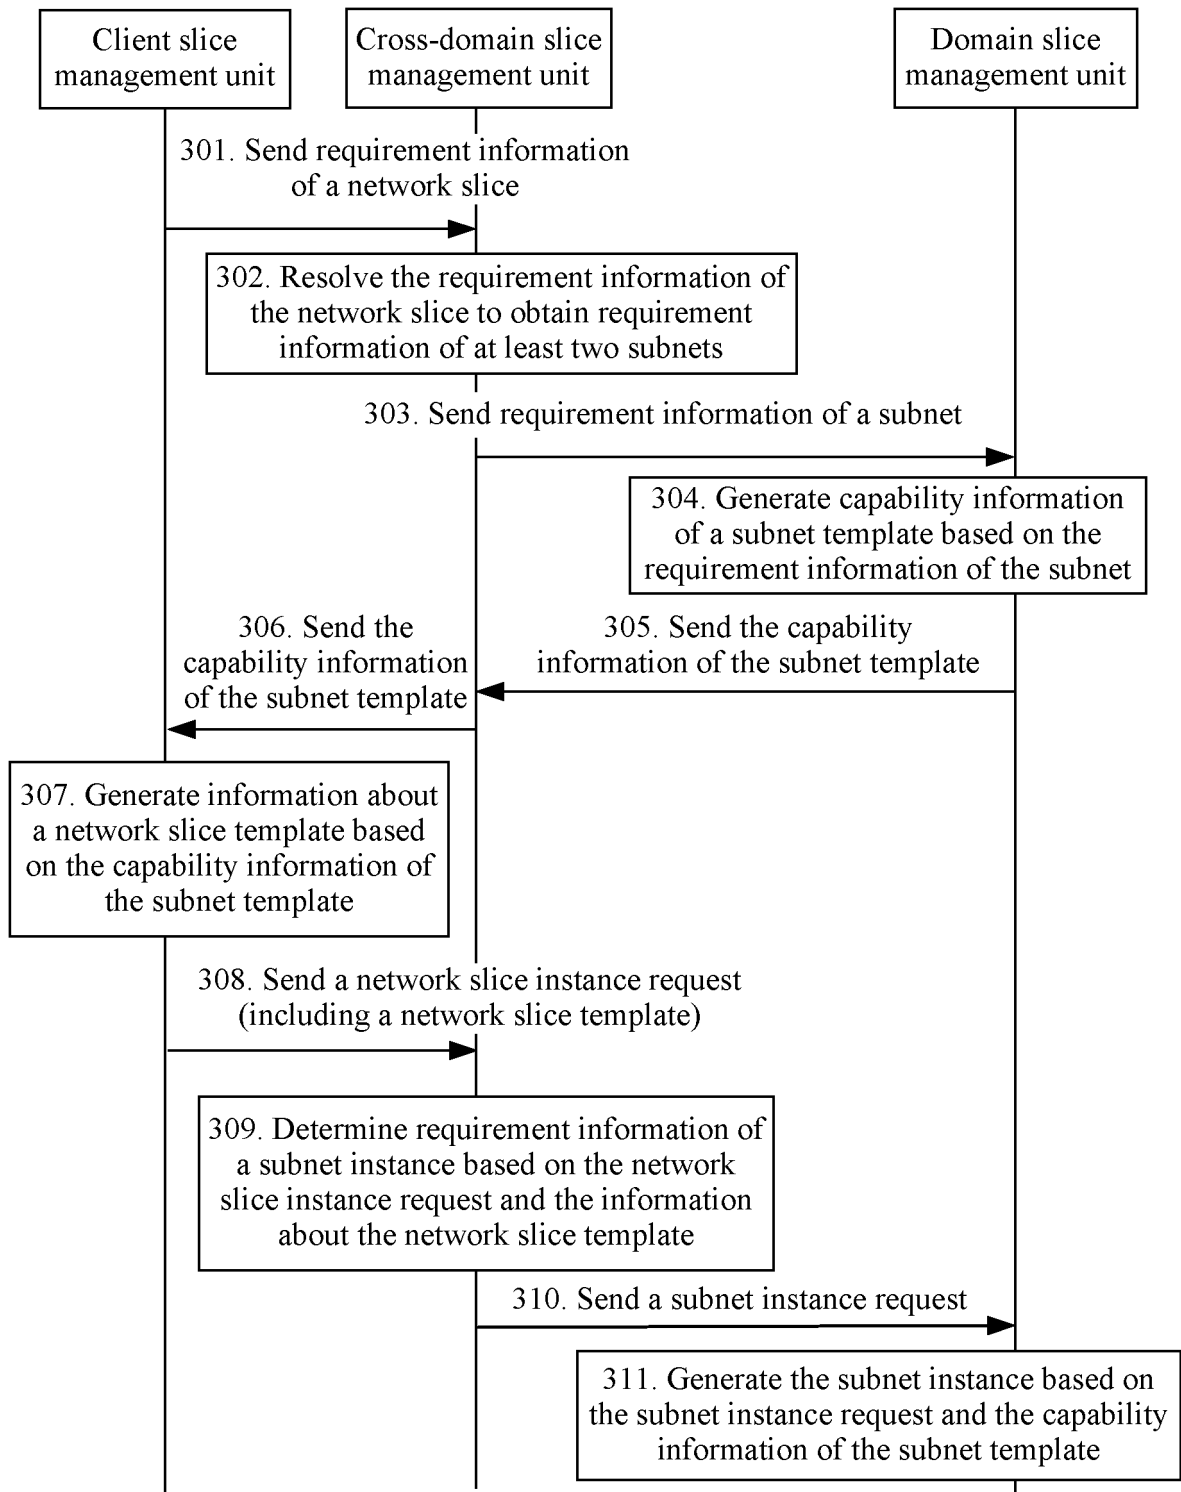 Client slice
management unit
Cross-domain slice
management unit
Domain slice
management unit
301. Send requirement information
of a network slice
302. Resolve the requirement information of
the network slice to obtain requirement
information of at least two subnets
303. Send requirement information of a subnet
304. Generate capability information
of a subnet template based on the
requirement information of the subnet
305. Send the capability
information of the subnet template
306. Send the
capability information
of the subnet template
307. Generate information about
a network slice template based
on the capability information of
the subnet template
308. Send a network slice instance request
(including a network slice template)
309. Determine requirement information of
a subnet instance based on the network
slice instance request and the information
about the network slice template
310. Send a subnet instance request
311. Generate the subnet instance based on
the subnet instance request and the capability
information of the subnet template